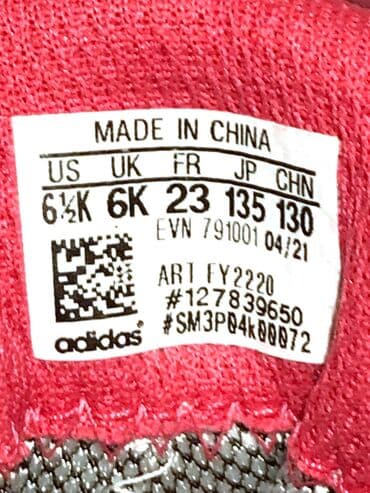 MADE IN CHINA
US UK FR JP CHN
6½K 6K 23 135 130
EVN 791001 04/21
ART FY2220
#127839650
#SM3P04k00072
adidas®